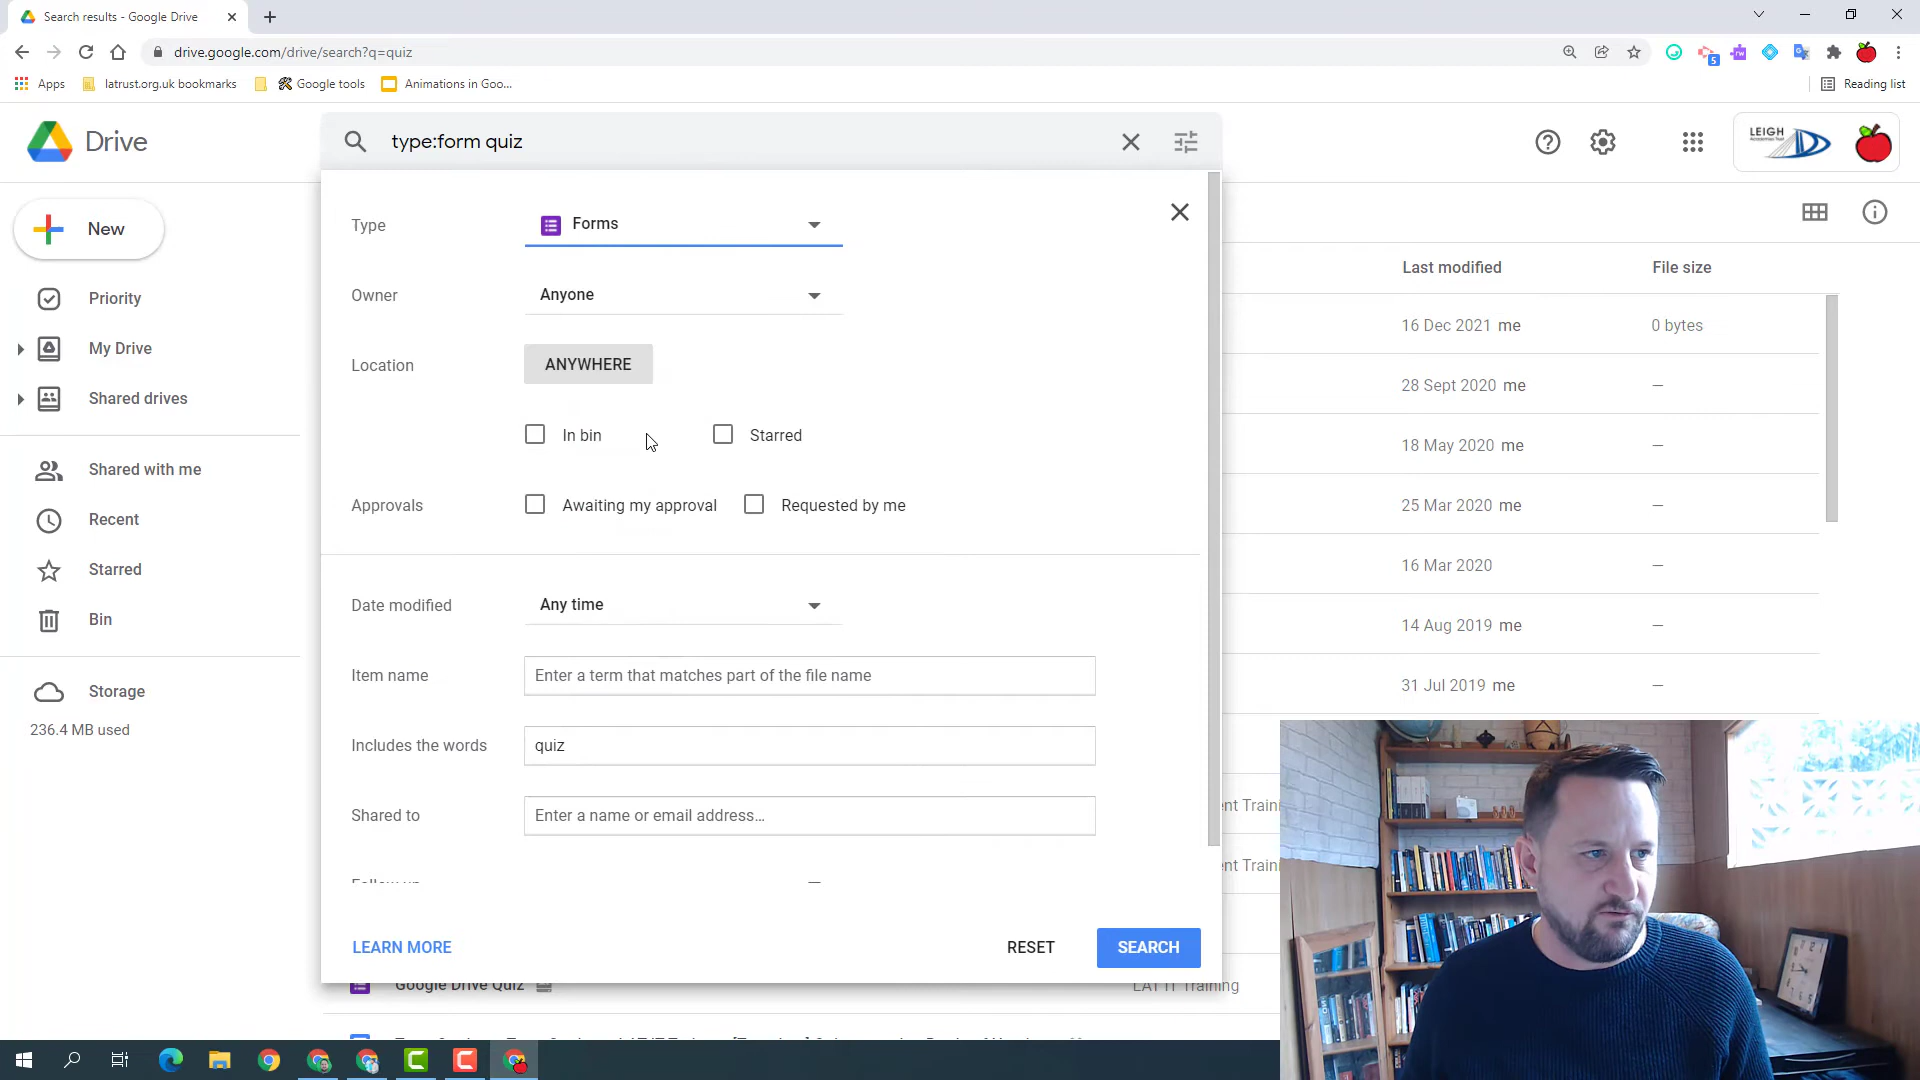 Search results - Google Drive
drive.google.com/drive/search?q=quiz
Apps
latrust.org.uk bookmarks
Google tools
Animations in Goo...
Reading list
Drive
type:form quiz
LEIGH
New
Type
Forms
Owner
Anyone
Location
ANYWHERE
In bin
Starred
Approvals
Awaiting my approval
Requested by me
Date modified
Any time
Item name
Enter a term that matches part of the file name
Includes the words
quiz
Shared to
Enter a name or email address...
LEARN MORE
RESET
SEARCH
Priority
My Drive
Shared drives
Shared with me
Recent
Starred
Bin
Storage
236.4 MB used
Last modified
File size
16 Dec 2021 me
0 bytes
28 Sept 2020 me
—
18 May 2020 me
—
25 Mar 2020 me
—
16 Mar 2020
—
14 Aug 2019 me
—
31 Jul 2019 me
—
ent Traini
ent Traini
Google Drive Quiz
LAT IT Training
5